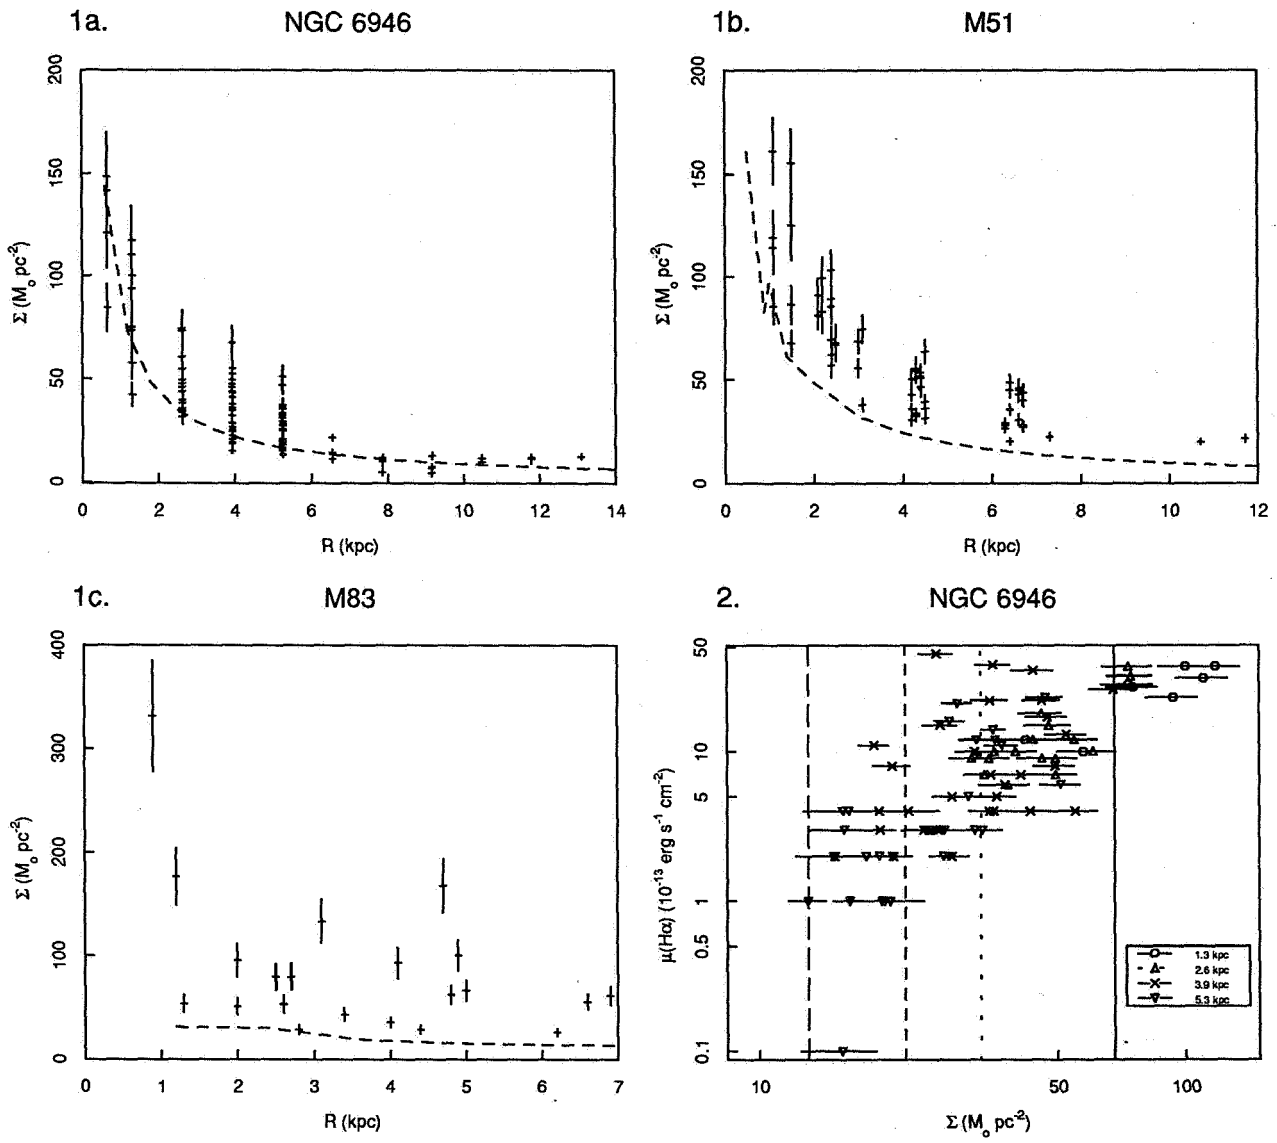 1a. NGC 6946
200
150
100
50
0
Σ (M₀ pc⁻²)
0 2 4 6 8 10 12 14
R (kpc)
1b. M51
200
150
100
50
0
Σ (M₀ pc⁻²)
0 2 4 6 8 10 12
R (kpc)
1c. M83
400
300
200
100
0
Σ (M₀ pc⁻²)
0 1 2 3 4 5 6 7
R (kpc)
2. NGC 6946
50
10
5
1
0.5
0.1
μ(Hα) (10⁻¹³ erg s⁻¹ cm⁻²)
1.3 kpc
2.6 kpc
3.9 kpc
5.3 kpc
10 50 100
Σ (M₀ pc⁻²)